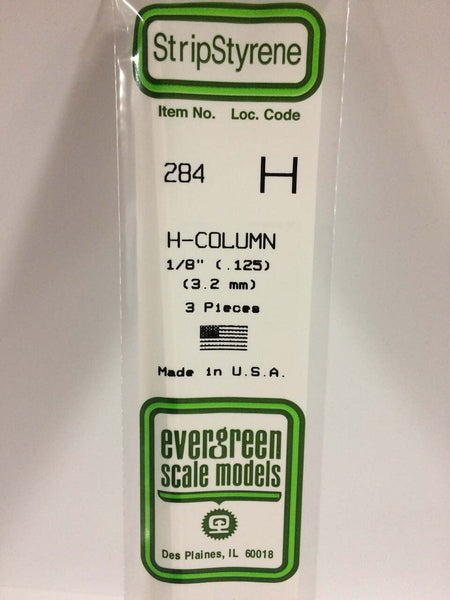 StripStyrene
Item No. Loc. Code
284 H
H-COLUMN
1/8" (.125)
(3.2 mm)
3 Pieces
Made in U.S.A.
evergreen
scale models
Des Plaines, IL 60018